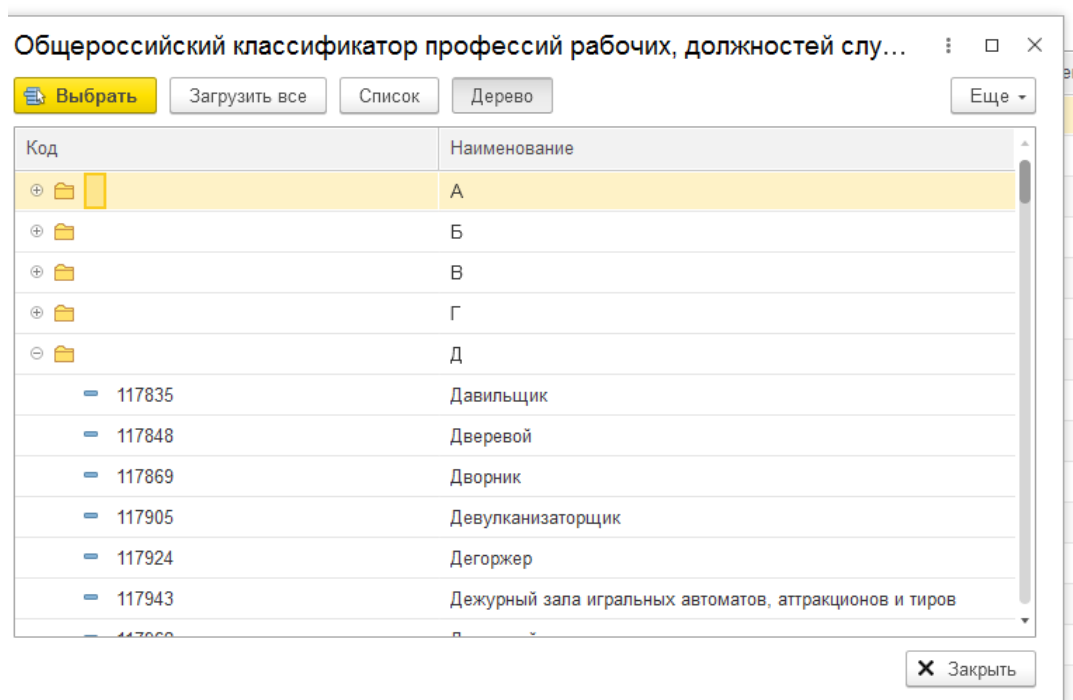 Общероссийский классификатор профессий рабочих, должностей слу...
Выбрать Загрузить все Список Дерево Еще
Код Наименование
А
Б
В
Г
Д
117835 Давильщик
117848 Дверевой
117869 Дворник
117905 Девулканизаторщик
117924 Дегоржер
117943 Дежурный зала игральных автоматов, аттракционов и тиров
Закрыть